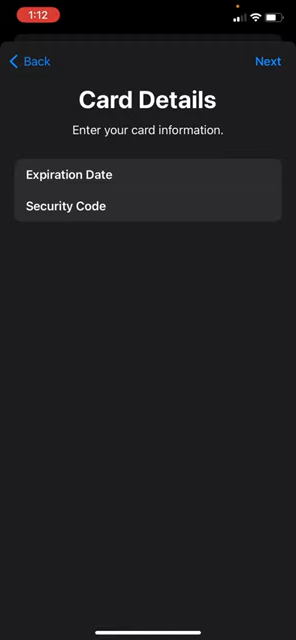 1:12
Back
Next
Card Details
Enter your card information.
Expiration Date
Security Code